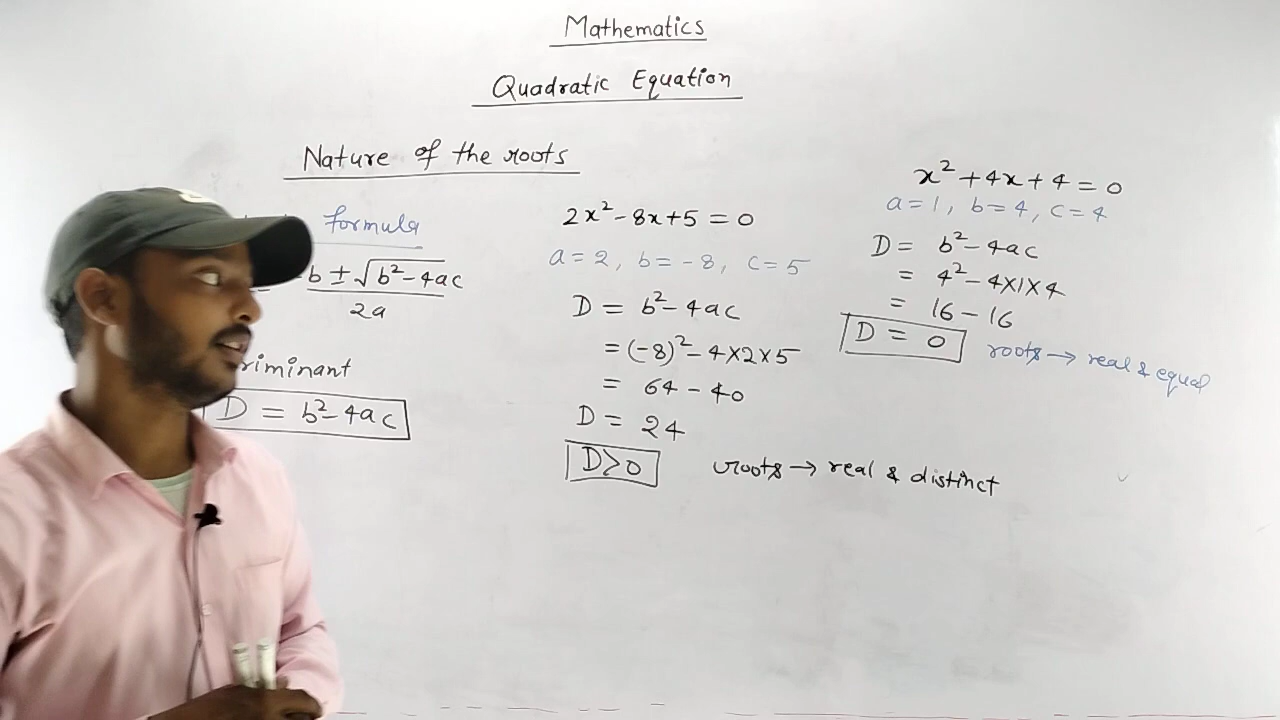 Mathematics
Quadratic Equation
Nature of the roots
formula
b ± √b² - 4ac
2a
riminant
D = b² - 4ac
2x² - 8x + 5 = 0
a = 2, b = -8, c = 5
D = b² - 4ac
= (-8)² - 4×2×5
= 64 - 40
D = 24
D > 0 roots → real & distinct
x² + 4x + 4 = 0
a = 1, b = 4, c = 4
D = b² - 4ac
= 4² - 4×1×4
= 16 - 16
D = 0 roots → real & equal